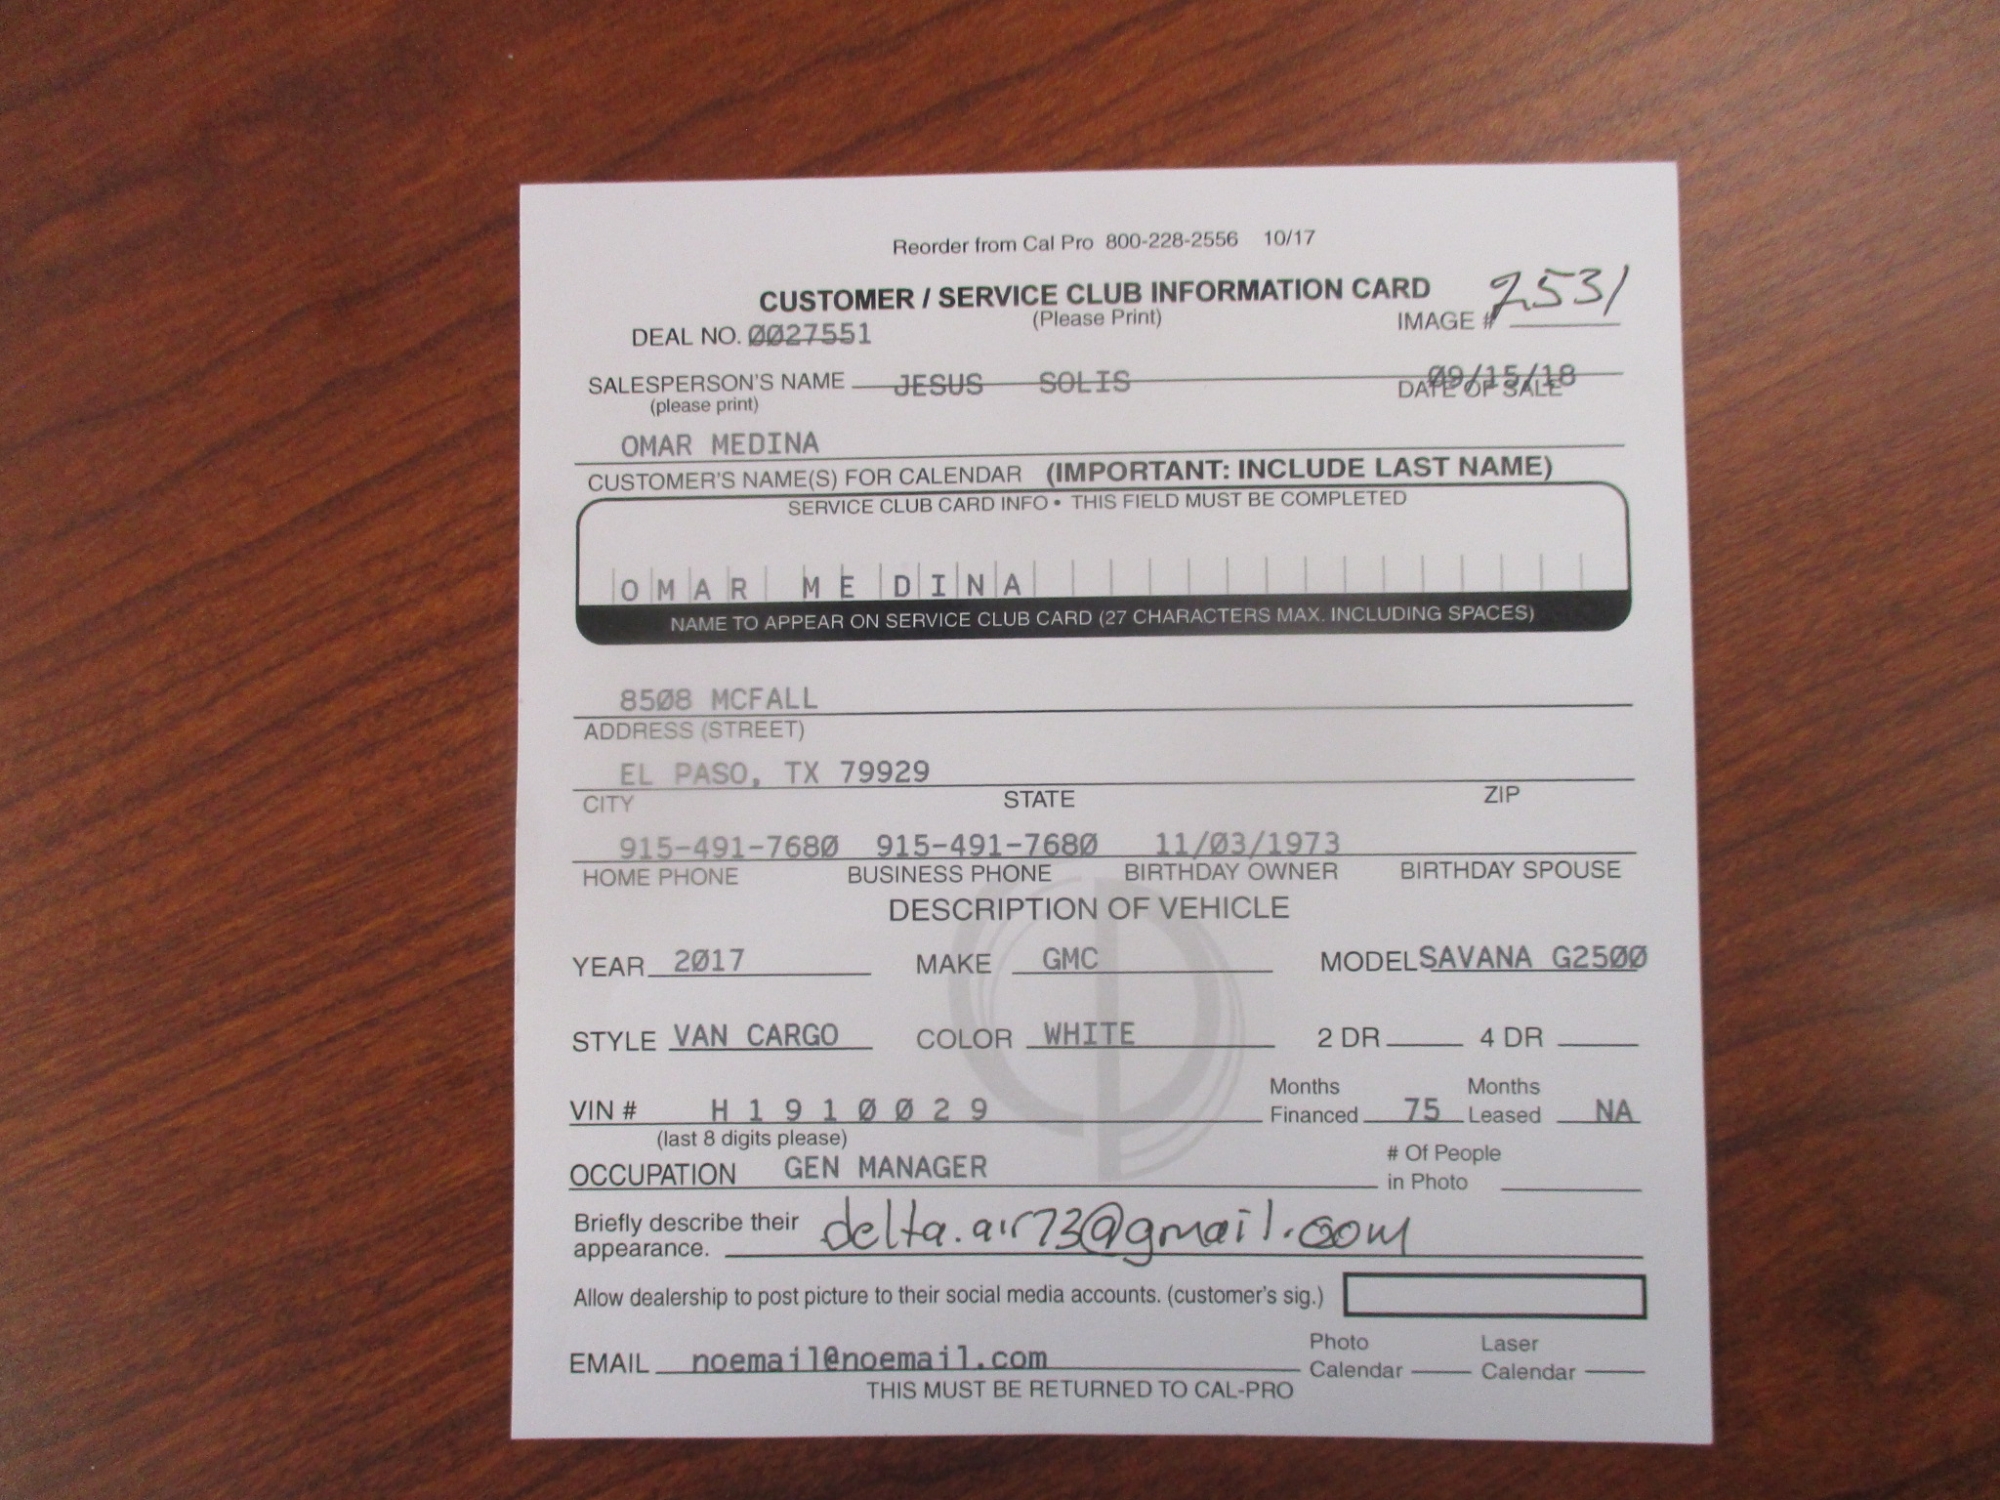 Reorder from Cal Pro 800-228-2556 10/17
CUSTOMER / SERVICE CLUB INFORMATION CARD
(Please Print)
IMAGE # 2531
DEAL NO. 0027551
SALESPERSON'S NAME JESUS SOLIS
(please print)
09/15/18
DATE OF SALE
OMAR MEDINA
CUSTOMER'S NAME(S) FOR CALENDAR (IMPORTANT: INCLUDE LAST NAME)
SERVICE CLUB CARD INFO • THIS FIELD MUST BE COMPLETED
OMAR MEDINA
NAME TO APPEAR ON SERVICE CLUB CARD (27 CHARACTERS MAX. INCLUDING SPACES)
8508 MCFALL
ADDRESS (STREET)
EL PASO, TX 79929
CITY STATE ZIP
915-491-7680 915-491-7680 11/03/1973
HOME PHONE BUSINESS PHONE BIRTHDAY OWNER BIRTHDAY SPOUSE
DESCRIPTION OF VEHICLE
YEAR 2017 MAKE GMC MODEL SAVANA G2500
STYLE VAN CARGO COLOR WHITE 2 DR 4 DR
VIN # H1910029
(last 8 digits please)
Months Financed 75 Months Leased NA
OCCUPATION GEN MANAGER
# Of People in Photo
Briefly describe their appearance. delta.air73@gmail.com
Allow dealership to post picture to their social media accounts. (customer's sig.)
EMAIL noemail@noemail.com
Photo Calendar Laser Calendar
THIS MUST BE RETURNED TO CAL-PRO